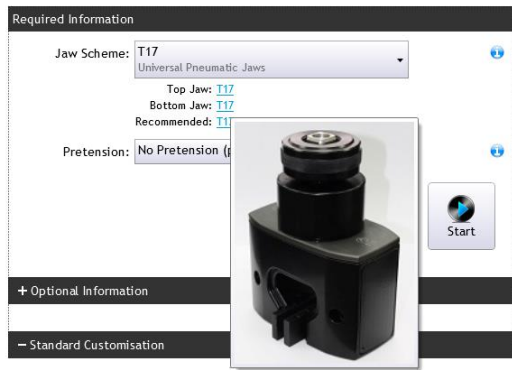 Required Information
Jaw Scheme: T17
Universal Pneumatic Jaws
Top Jaw: T17
Bottom Jaw: T17
Recommended:
Pretension: No Pretension
Start
+ Optional Information
− Standard Customisation